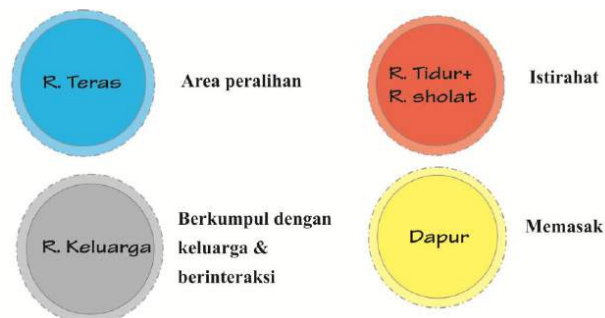 R. Teras
Area peralihan
R. Tidur+
R. sholat
Istirahat
R. Keluarga
Berkumpul dengan
keluarga &
berinteraksi
Dapur
Memasak